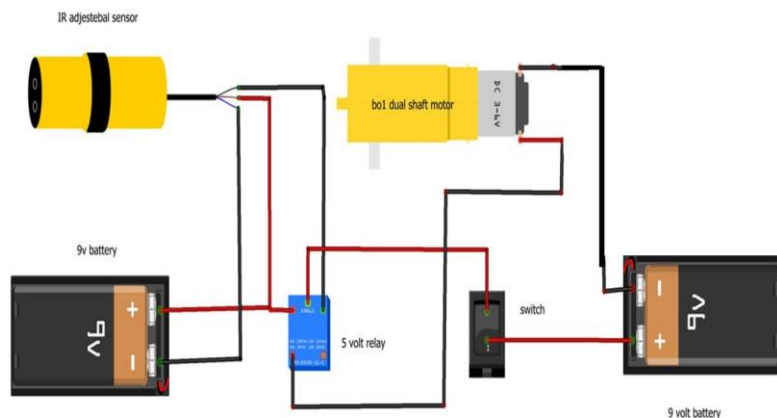 IR adjestebal sensor
bo1 dual shaft motor
DC 3-6V
9v battery
9v
+
-
5 volt relay
switch
-
9v
+
9 volt battery